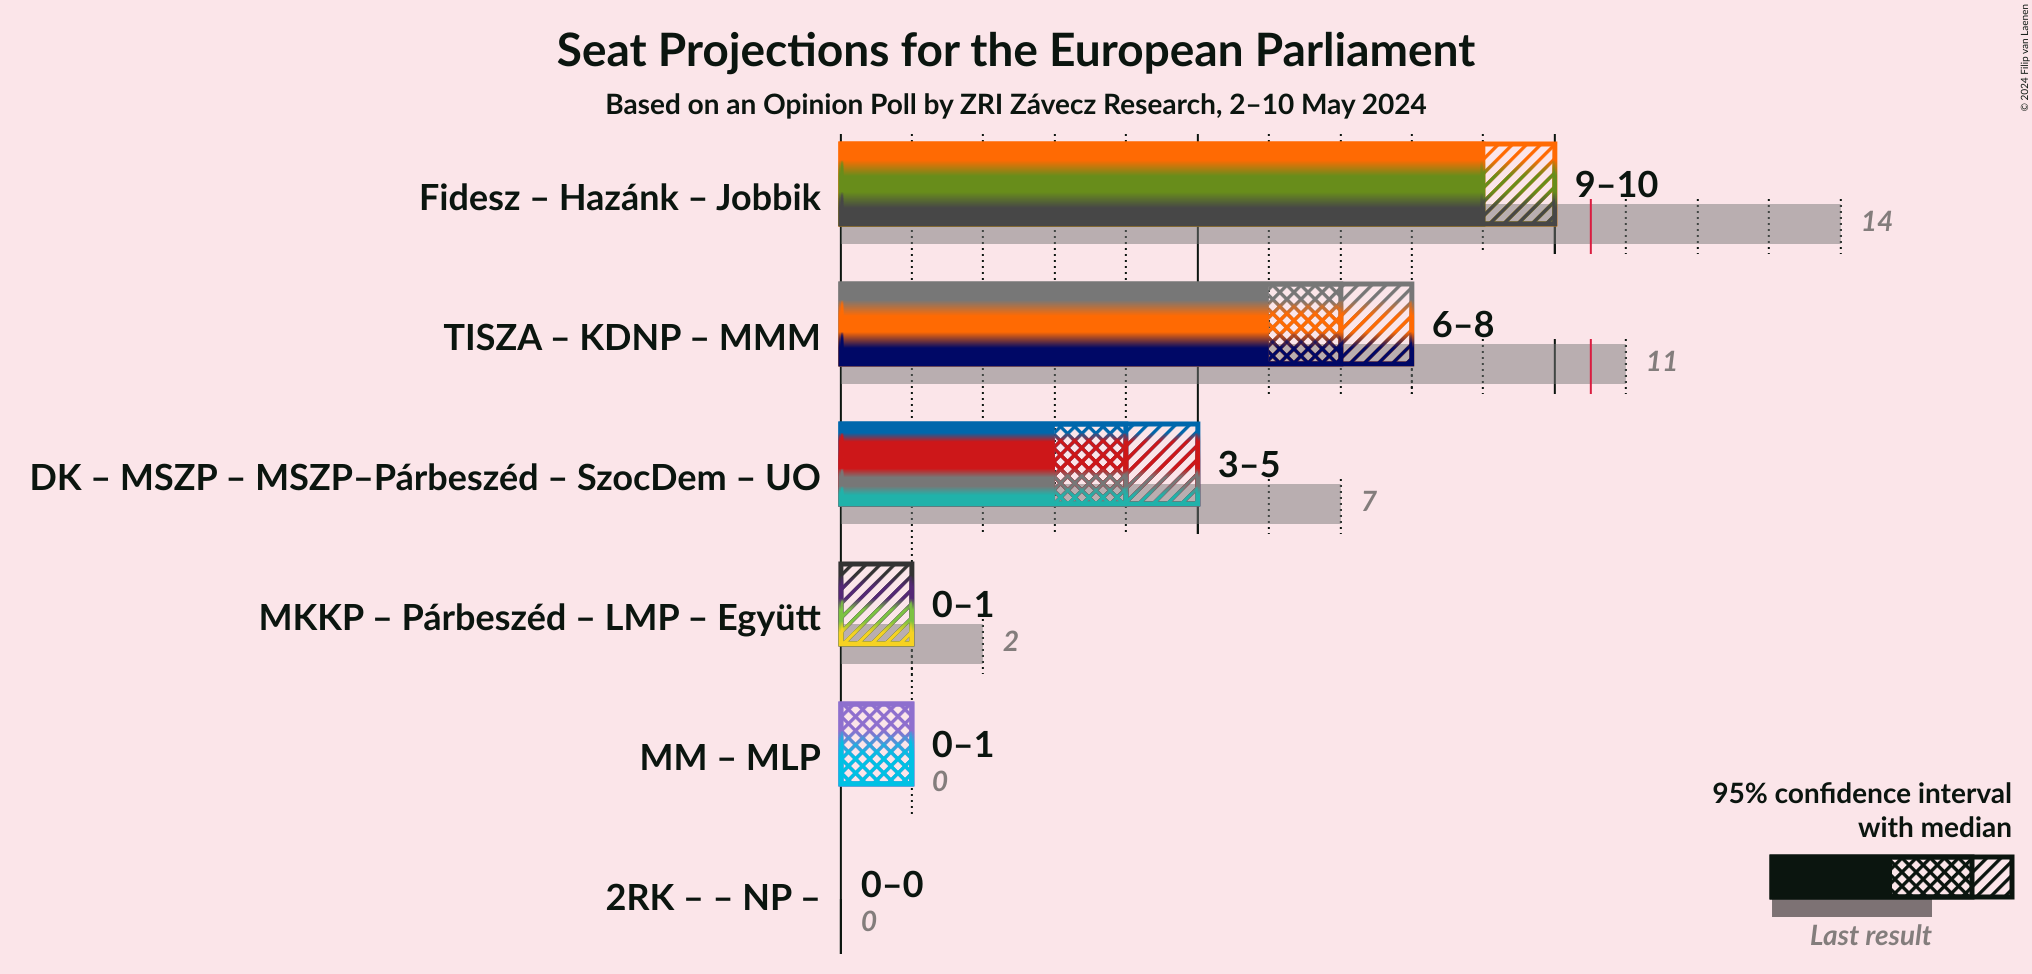 Seat Projections for the European Parliament
Based on an Opinion Poll by ZRI Závecz Research, 2–10 May 2024
© 2024 Filip van Laenen
Fidesz – Hazánk – Jobbik
9–10
14
TISZA – KDNP – MMM
6–8
11
DK – MSZP – MSZP–Párbeszéd – SzocDem – UO
3–5
7
MKKP – Párbeszéd – LMP – Együtt
0–1
2
MM – MLP
0–1
0
2RK – – NP –
0–0
0
95% confidence interval
with median
Last result